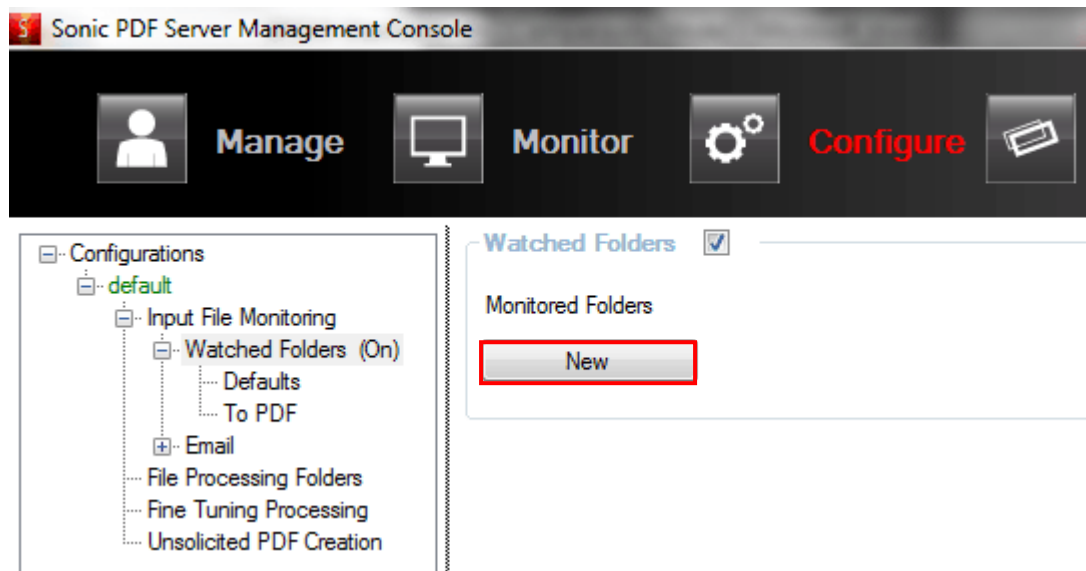 Sonic PDF Server Management Console
Manage
Monitor
Configure
Configurations
default
Input File Monitoring
Watched Folders (On)
Defaults
To PDF
Email
File Processing Folders
Fine Tuning Processing
Unsolicited PDF Creation
Watched Folders
Monitored Folders
New